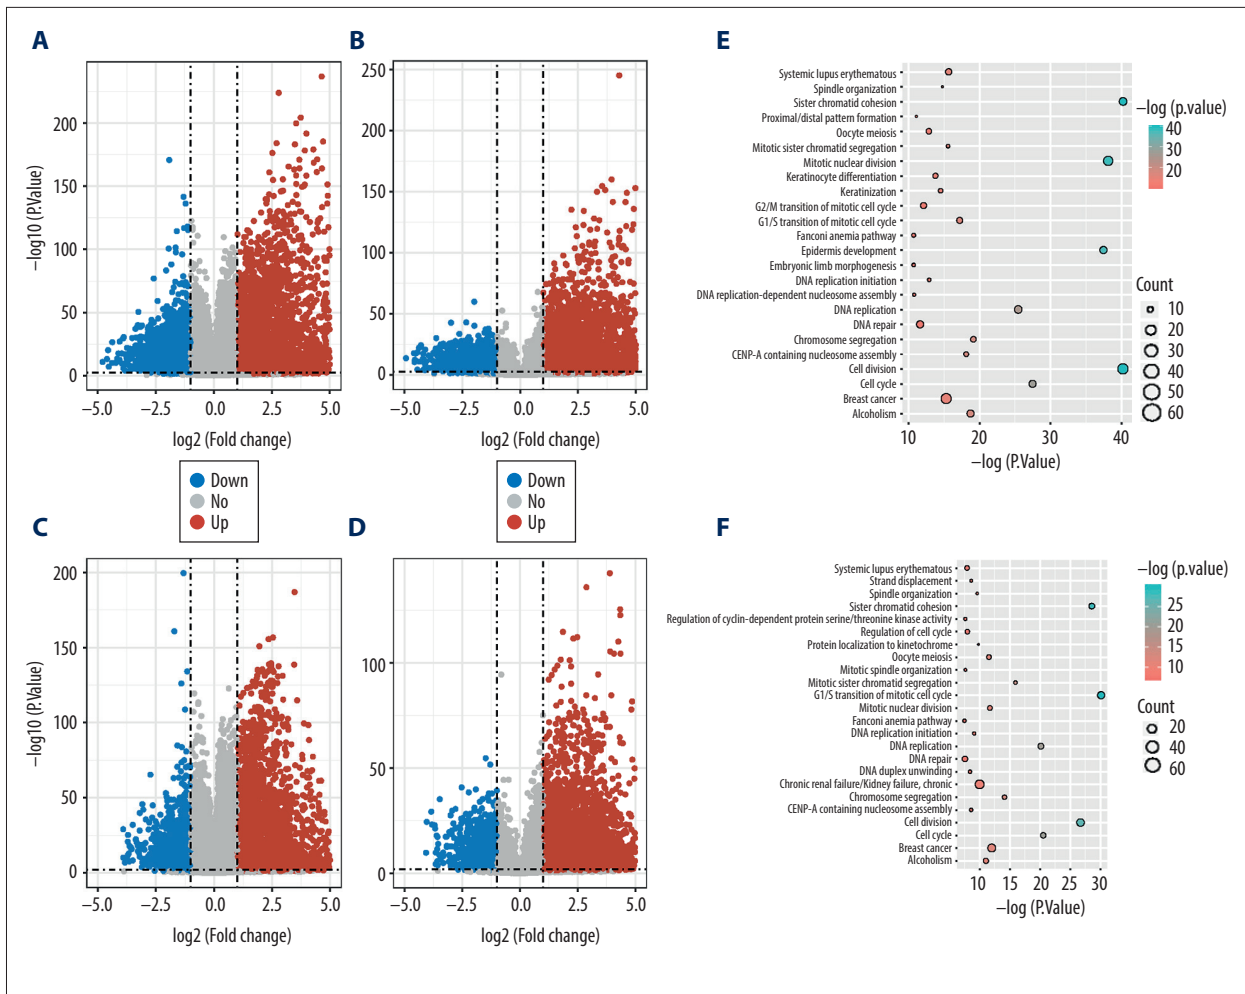 A
B
E
−log10 (P.Value)
200
150
100
50
0
−5.0 −2.5 0.0 2.5 5.0
log2 (Fold change)
250
200
150
100
50
0
−5.0 −2.5 0.0 2.5 5.0
log2 (Fold change)
Down
No
Up
Down
No
Up
Systemic lupus erythematous
Spindle organization
Sister chromatid cohesion
Proximal/distal pattern formation
Oocyte meiosis
Mitotic sister chromatid segregation
Mitotic nuclear division
Keratinocyte differentiation
Keratinization
G2/M transition of mitotic cell cycle
G1/S transition of mitotic cell cycle
Fanconi anemia pathway
Epidermis development
Embryonic limb morphogenesis
DNA replication initiation
DNA replication-dependent nucleosome assembly
DNA replication
DNA repair
Chromosome segregation
CENP-A containing nucleosome assembly
Cell division
Cell cycle
Breast cancer
Alcoholism
10 20 30 40
−log (P.Value)
−log (p.value)
40
30
20
10
Count
10
20
30
40
50
60
C
D
F
−log10 (P.Value)
200
150
100
50
0
−5.0 −2.5 0.0 2.5 5.0
log2 (Fold change)
100
50
0
−5.0 −2.5 0.0 2.5 5.0
log2 (Fold change)
Systemic lupus erythematous
Strand displacement
Spindle organization
Sister chromatid cohesion
Regulation of cyclin-dependent protein serine/threonine kinase activity
Regulation of cell cycle
Protein localization to kinetochrome
Oocyte meiosis
Mitotic spindle organization
Mitotic sister chromatid segregation
G1/S transition of mitotic cell cycle
Mitotic nuclear division
Fanconi anemia pathway
DNA replication initiation
DNA replication
DNA repair
DNA duplex unwinding
Chronic renal failure/Kidney failure, chronic
Chromosome segregation
CENP-A containing nucleosome assembly
Cell division
Cell cycle
Breast cancer
Alcoholism
10 15 20 25 30
−log (P.Value)
−log (p.value)
25
20
15
10
Count
20
40
60